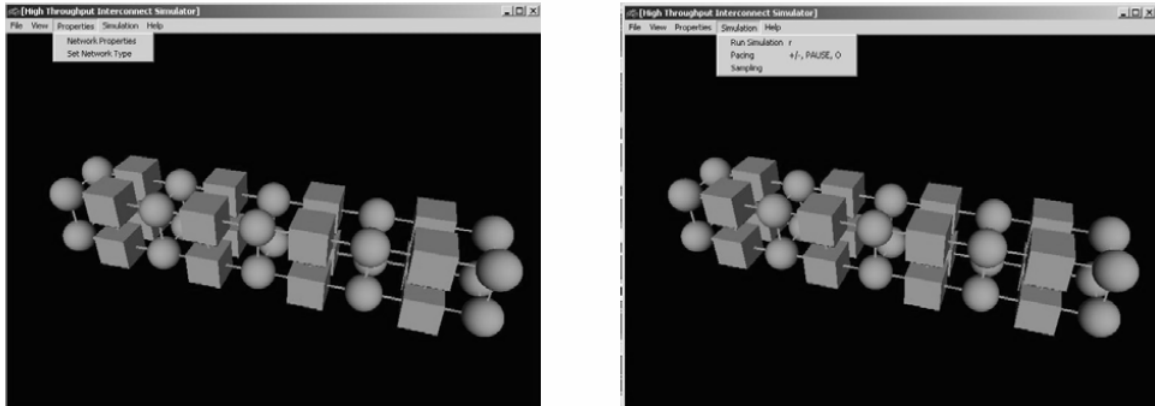 [High Throughput Interconnect Simulator]
File View Properties Simulation Help
Network Properties
Set Network Type
[High Throughput Interconnect Simulator]
File View Properties Simulation Help
Run Simulation r
Pacing +/-, PAUSE, O
Sampling